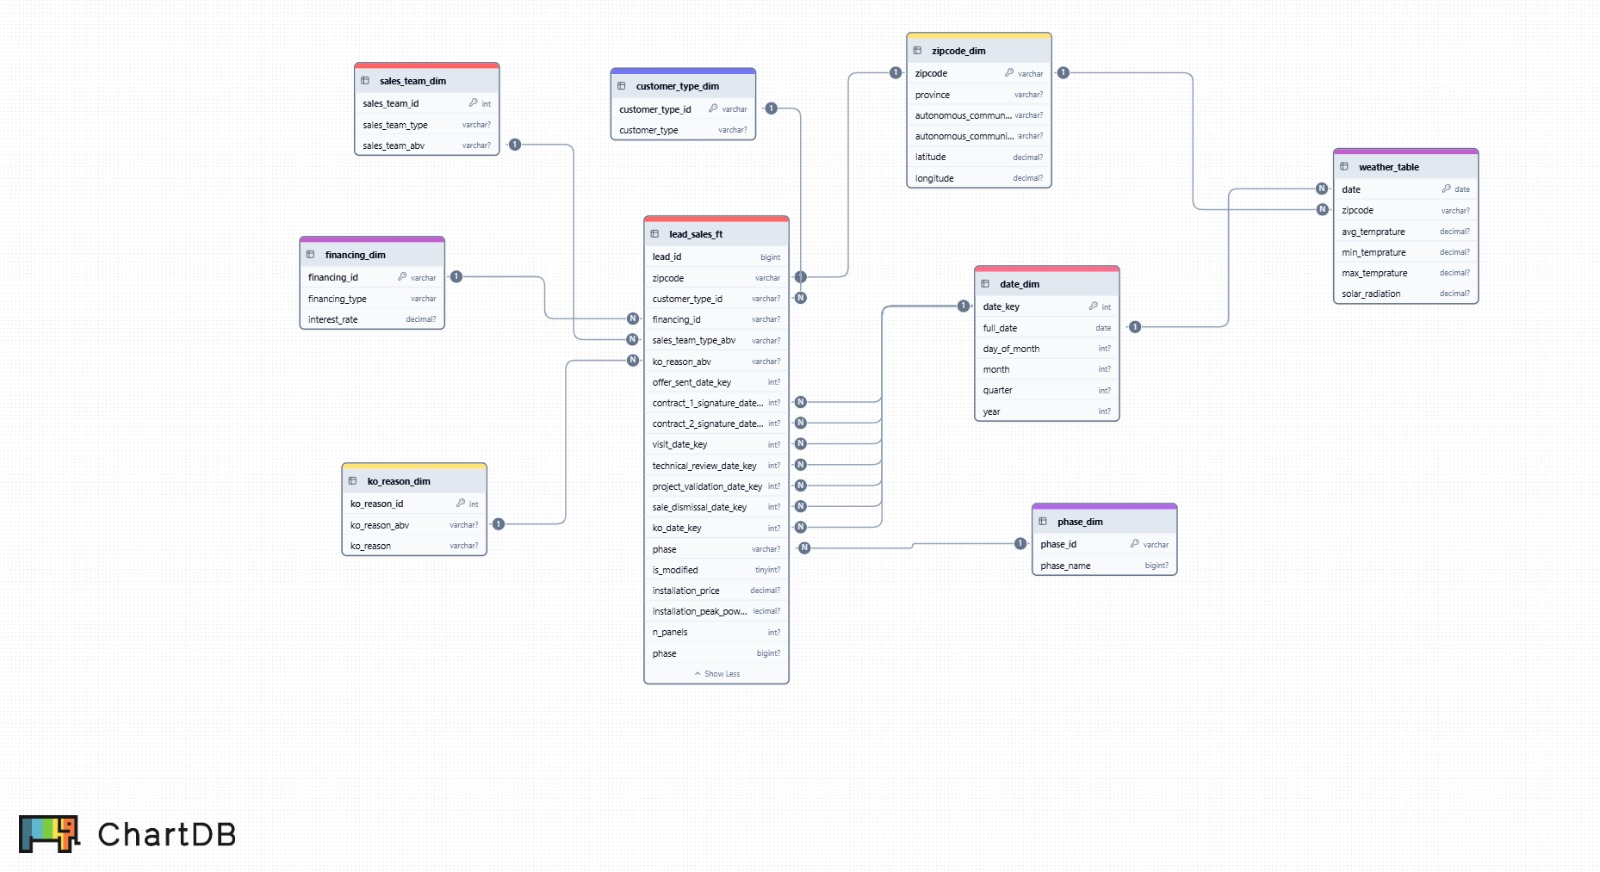 sales_team_dim
sales_team_id int
sales_team_type varchar?
sales_team_abv varchar?
1
customer_type_dim
customer_type_id varchar
customer_type varchar?
1
zipcode_dim
1 zipcode varchar 1
province varchar?
autonomous_commun... varchar?
autonomous_communi... archar?
latitude decimal?
longitude decimal?
weather_table
N date date
N zipcode varchar?
avg_temprature decimal?
min_temprature decimal?
max_temprature decimal?
solar_radiation decimal?
financing_dim
financing_id varchar 1
financing_type varchar
interest_rate decimal?
lead_sales_ft
lead_id bigint
zipcode varchar 1
customer_type_id varchar? N
N financing_id varchar?
N sales_team_type_abv varchar?
N ko_reason_abv varchar?
offer_sent_date_key int?
contract_1_signature_date... int? N
contract_2_signature_date... int? N
visit_date_key int? N
technical_review_date_key int? N
project_validation_date_key int? N
sale_dismissal_date_key int? N
ko_date_key int? N
phase varchar? N
is_modified tinyint?
installation_price decimal?
installation_peak_pow... lecimal?
n_panels int?
phase bigint?
Show Less
date_dim
1 date_key int
full_date date 1
day_of_month int?
month int?
quarter int?
year int?
ko_reason_dim
ko_reason_id int
ko_reason_abv varchar? 1
ko_reason varchar?
phase_dim
1 phase_id varchar
phase_name bigint?
ChartDB